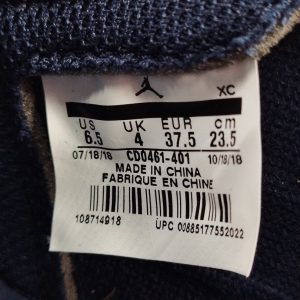 XC
US UK EUR cm
6.5 4 37.5 23.5
07/18/18 CD0461-401 10/18/18
MADE IN CHINA
FABRIQUE EN CHINE
108714918 UPC 00885177552022